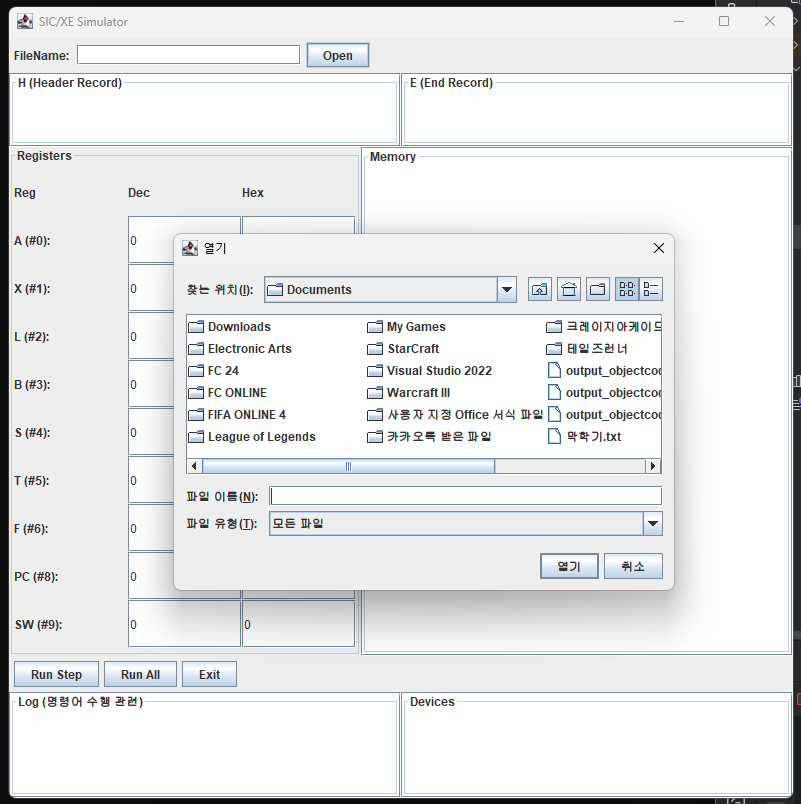 SIC/XE Simulator
FileName: Open
H (Header Record) E (End Record)
Registers Memory
Reg Dec Hex
A (#0): 0
X (#1): 0
L (#2): 0
B (#3): 0
S (#4): 0
T (#5): 0
F (#6): 0
PC (#8): 0
SW (#9): 0 0
열기
찾는 위치(I): Documents
Downloads My Games 크레이지아케이드
Electronic Arts StarCraft 테일즈런너
FC 24 Visual Studio 2022 output_objectcod
FC ONLINE Warcraft III output_objectcod
FIFA ONLINE 4 사용자 지정 Office 서식 파일 output_objectcod
League of Legends 카카오톡 받은 파일 막학기.txt
파일 이름(N):
파일 유형(T): 모든 파일
열기 취소
Run Step Run All Exit
Log (명령어 수행 관련) Devices